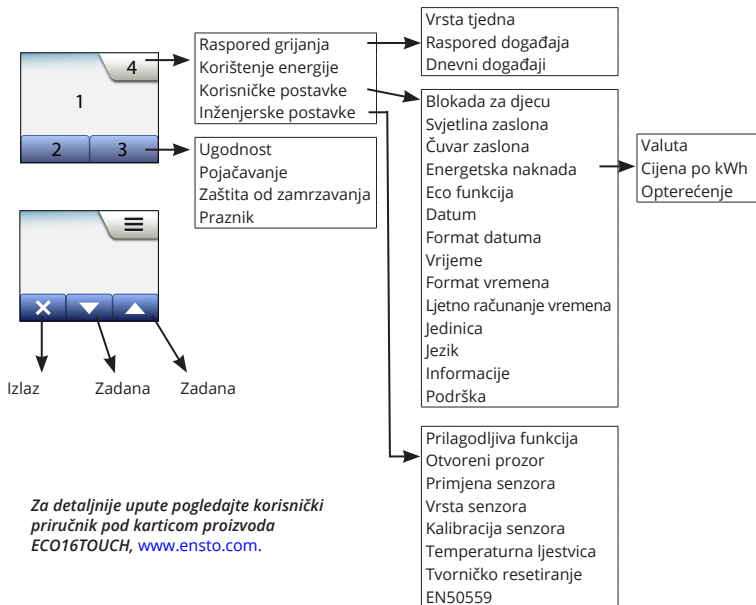 4
1
2
3
Raspored grijanja
Korištenje energije
Korisničke postavke
Inženjerske postavke
Vrsta tjedna
Raspored događaja
Dnevni događaji
Ugodnost
Pojačavanje
Zaštita od zamrzavanja
Praznik
Blokada za djecu
Svjetlina zaslona
Čuvar zaslona
Energetska naknada
Eco funkcija
Datum
Format datuma
Vrijeme
Format vremena
Ljetno računanje vremena
Jedinica
Jezik
Informacije
Podrška
Valuta
Cijena po kWh
Opterećenje
Izlaz
Zadana
Zadana
Prilagodljiva funkcija
Otvoreni prozor
Primjena senzora
Vrsta senzora
Kalibracija senzora
Temperaturna ljestvica
Tvorničko resetiranje
EN50559
Za detaljnije upute pogledajte korisnički
priručnik pod karticom proizvoda
ECO16TOUCH, www.ensto.com.